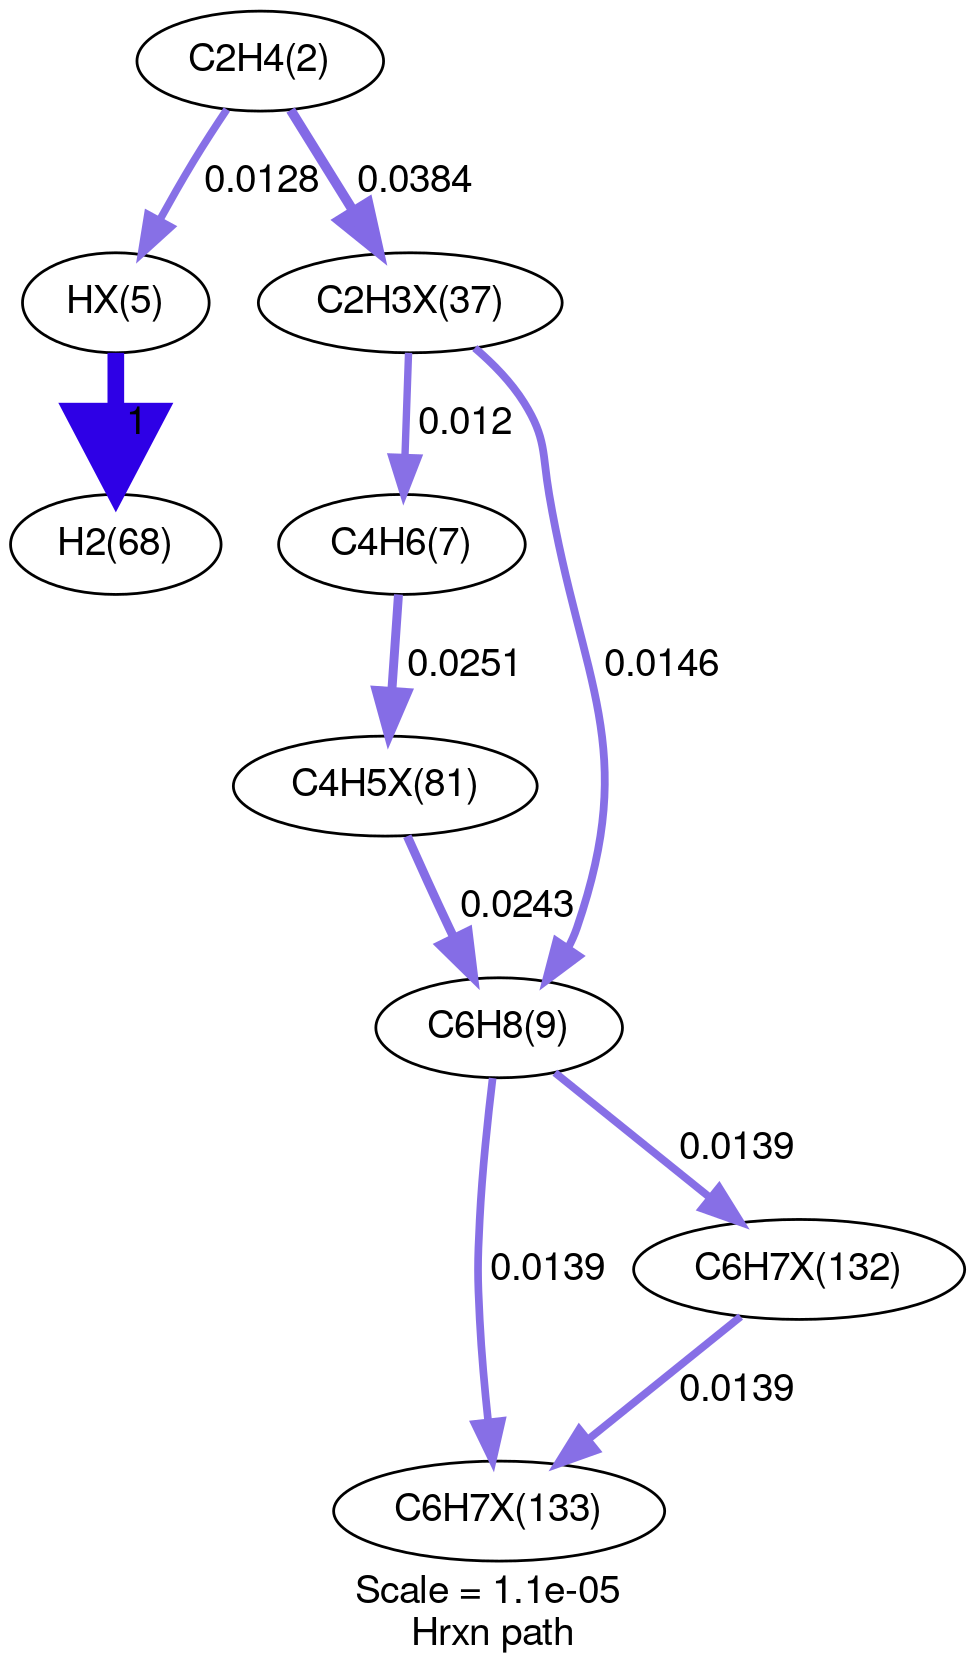 C2H4(2)
0.0128
0.0384
HX(5)
C2H3X(37)
1
0.012
H2(68)
C4H6(7)
0.0251
0.0146
C4H5X(81)
0.0243
C6H8(9)
0.0139
0.0139
C6H7X(132)
0.0139
C6H7X(133)
Scale = 1.1e-05
Hrxn path